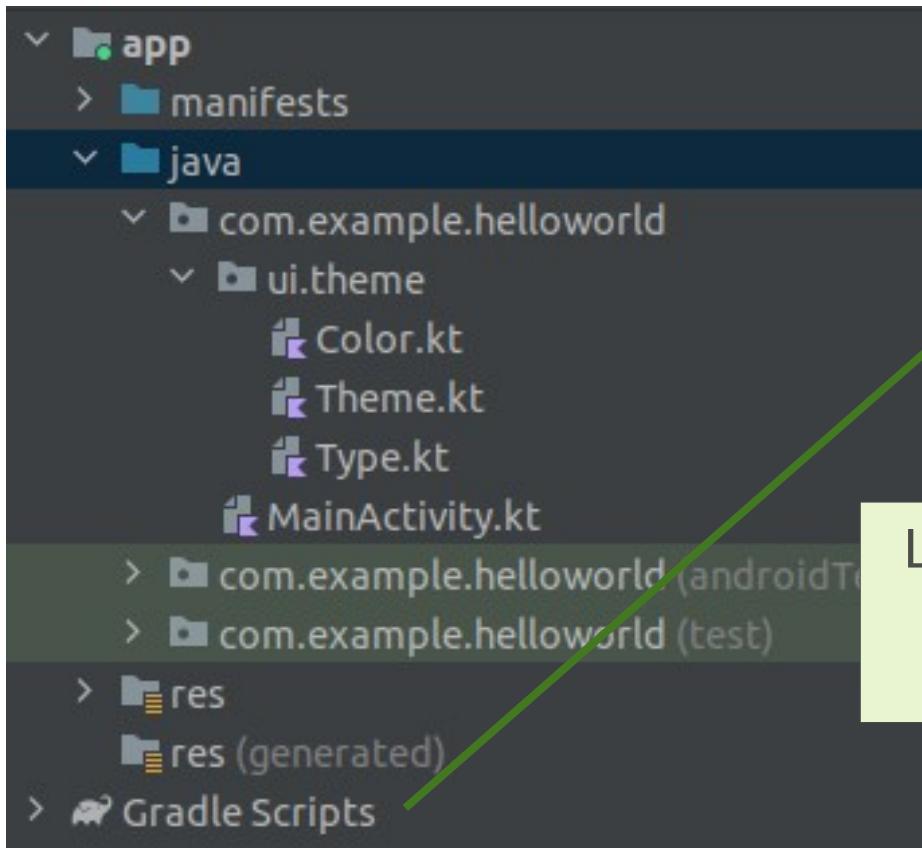 app
manifests
java
com.example.helloworld
ui.theme
Color.kt
Theme.kt
Type.kt
MainActivity.kt
com.example.helloworld (androidTe
com.example.helloworld (test)
L
res
res (generated)
Gradle Scripts